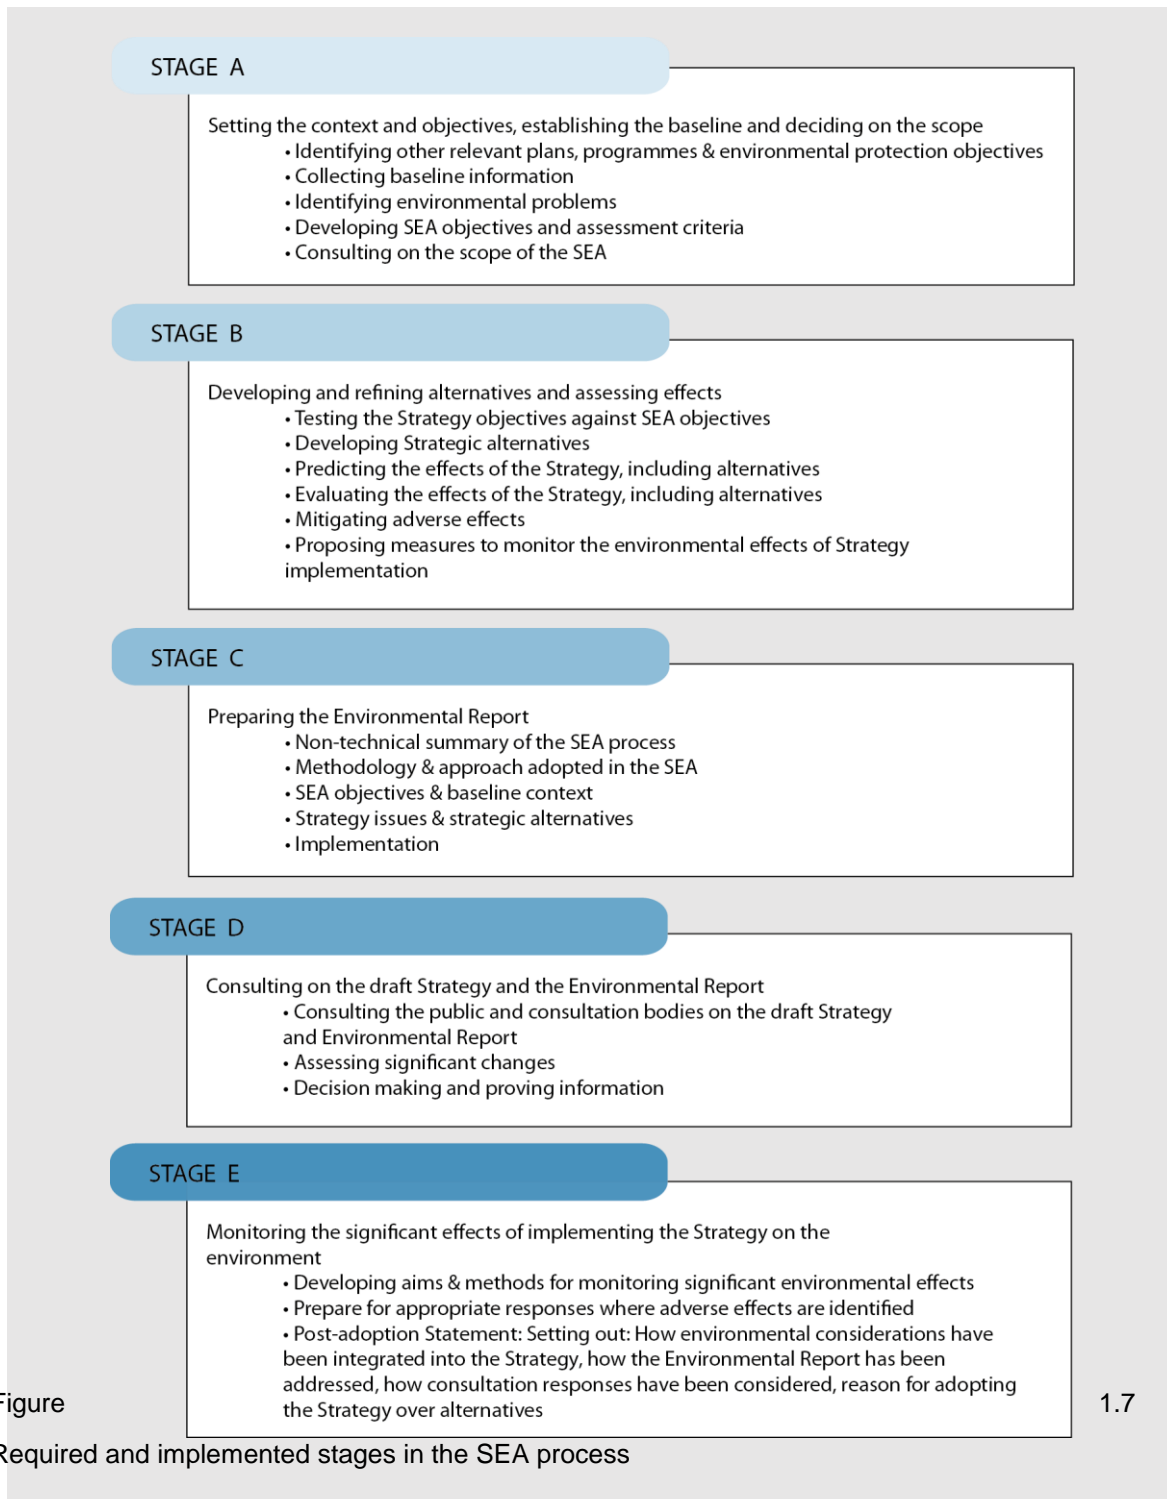 STAGE A
Setting the context and objectives, establishing the baseline and deciding on the scope
• Identifying other relevant plans, programmes & environmental protection objectives
• Collecting baseline information
• Identifying environmental problems
• Developing SEA objectives and assessment criteria
• Consulting on the scope of the SEA
STAGE B
Developing and refining alternatives and assessing effects
• Testing the Strategy objectives against SEA objectives
• Developing Strategic alternatives
• Predicting the effects of the Strategy, including alternatives
• Evaluating the effects of the Strategy, including alternatives
• Mitigating adverse effects
• Proposing measures to monitor the environmental effects of Strategy
implementation
STAGE C
Preparing the Environmental Report
• Non-technical summary of the SEA process
• Methodology & approach adopted in the SEA
• SEA objectives & baseline context
• Strategy issues & strategic alternatives
• Implementation
STAGE D
Consulting on the draft Strategy and the Environmental Report
• Consulting the public and consultation bodies on the draft Strategy
and Environmental Report
• Assessing significant changes
• Decision making and proving information
STAGE E
Monitoring the significant effects of implementing the Strategy on the
environment
• Developing aims & methods for monitoring significant environmental effects
• Prepare for appropriate responses where adverse effects are identified
• Post-adoption Statement: Setting out: How environmental considerations have
been integrated into the Strategy, how the Environmental Report has been
addressed, how consultation responses have been considered, reason for adopting
the Strategy over alternatives
Figure 1.7
Required and implemented stages in the SEA process